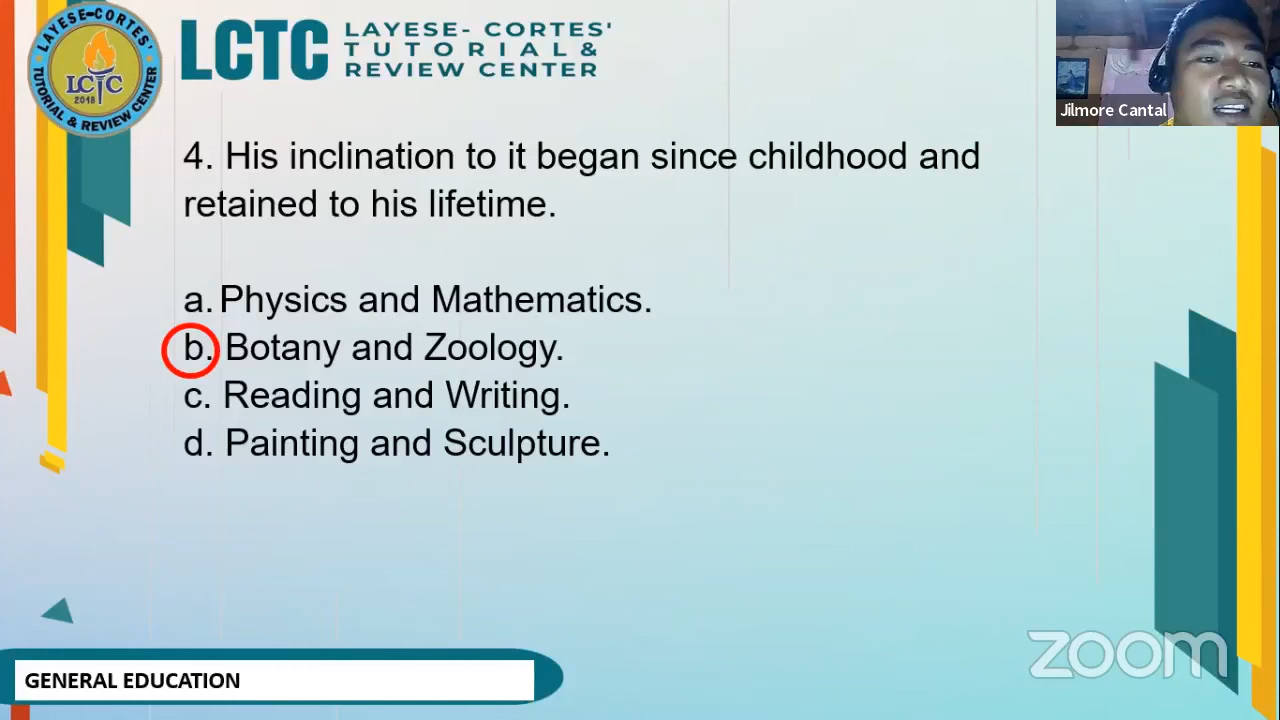 LAYESE-CORTES'
TUTORIAL & REVIEW CENTER
LCTC
2018
LCTC
LAYESE- CORTES'
TUTORIAL &
REVIEW CENTER
Jilmore Cantal
4. His inclination to it began since childhood and
retained to his lifetime.
a. Physics and Mathematics.
b. Botany and Zoology.
c. Reading and Writing.
d. Painting and Sculpture.
zoom
GENERAL EDUCATION